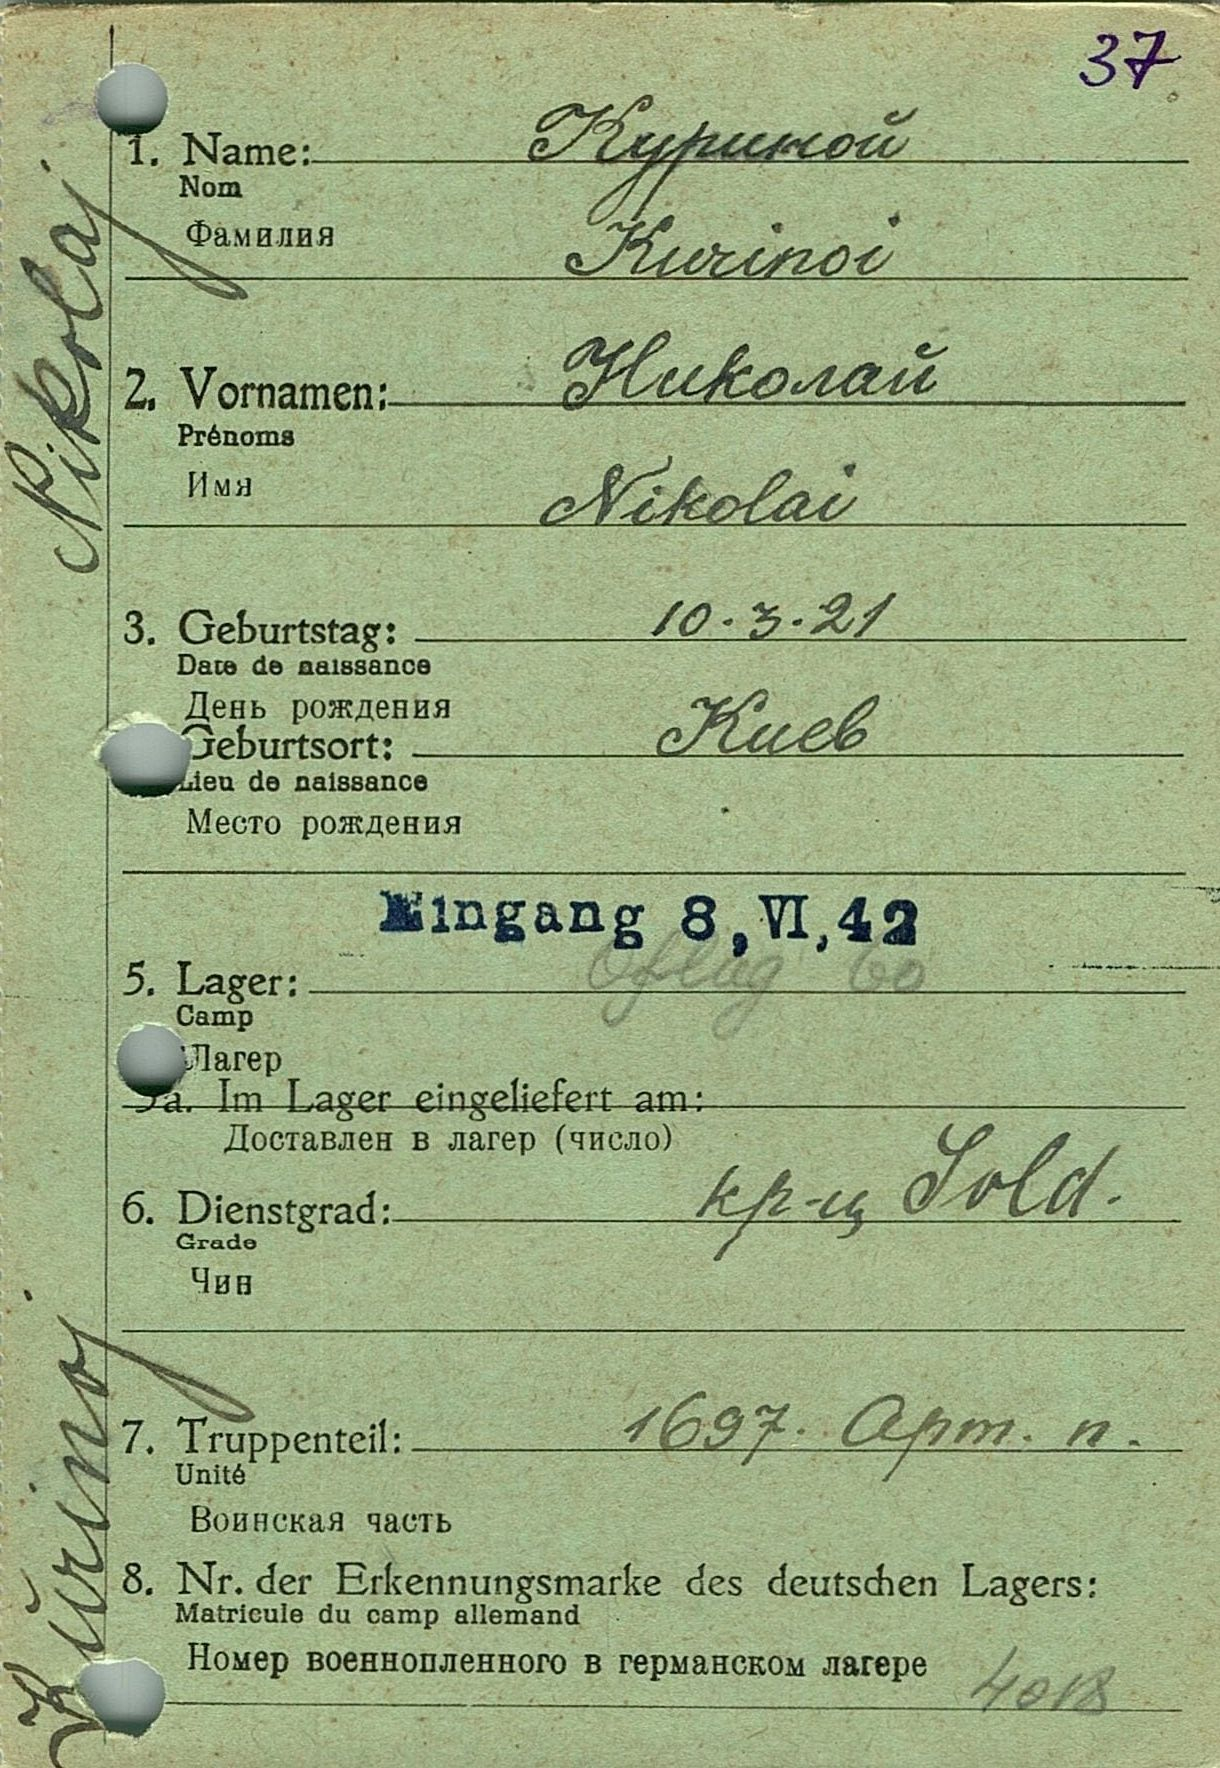 37
1. Name: Куриной
Nom
Фамилия Kurinoi
2. Vornamen: Николай
Prénoms
Имя Nikolai
3. Geburtstag: 10.3.21
Date de naissance
День рождения
Geburtsort: Киев
Lieu de naissance
Место рождения
Eingang 8, VI, 42
5. Lager: Oflag 60
Camp
Лагер
5a. Im Lager eingeliefert am:
Доставлен в лагер (число)
6. Dienstgrad: кр-ц Sold.
Grade
Чин
7. Truppenteil: 1697. Арт. п.
Unité
Воинская часть
8. Nr. der Erkennungsmarke des deutschen Lagers:
Matricule du camp allemand
Номер военнопленного в германском лагере
Kŭrinoj Nikolaj